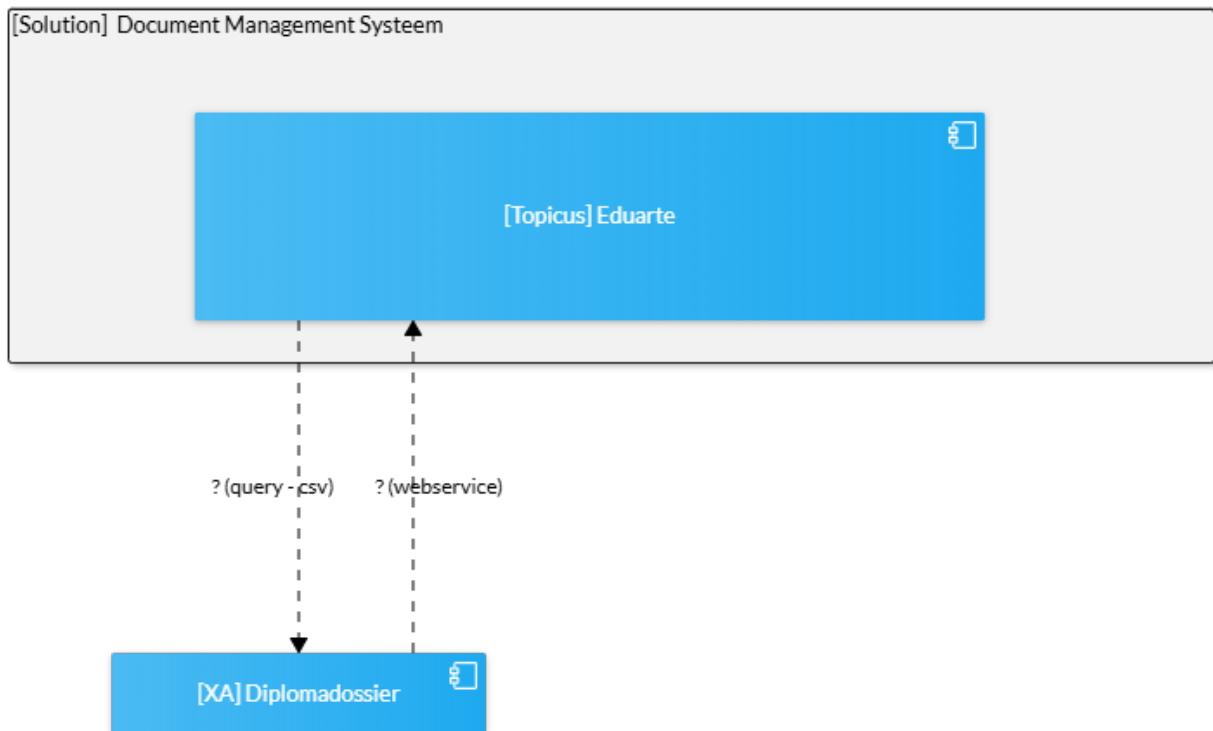 [Solution] Document Management Systeem
[Topicus] Eduarte
? (query - csv)
? (webservice)
[XA] Diplomadossier